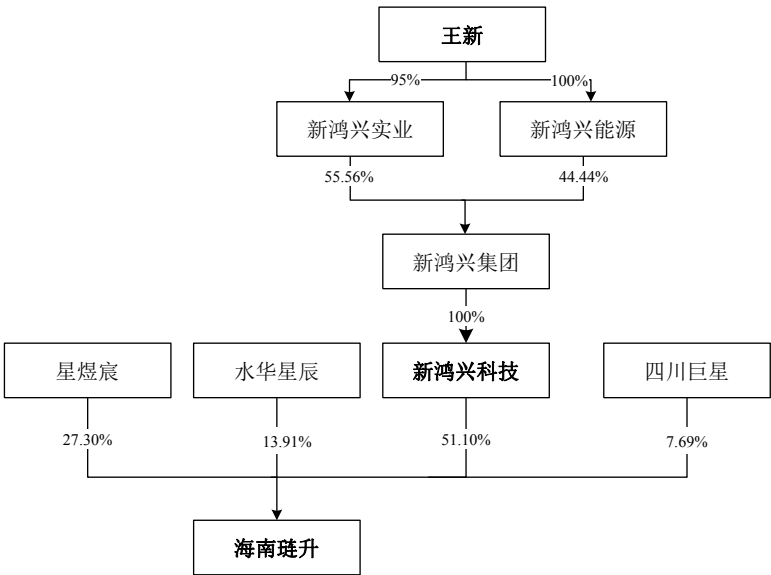 王新
95%
100%
新鸿兴实业
新鸿兴能源
55.56%
44.44%
新鸿兴集团
100%
星煜宸
水华星辰
新鸿兴科技
四川巨星
27.30%
13.91%
51.10%
7.69%
海南琏升